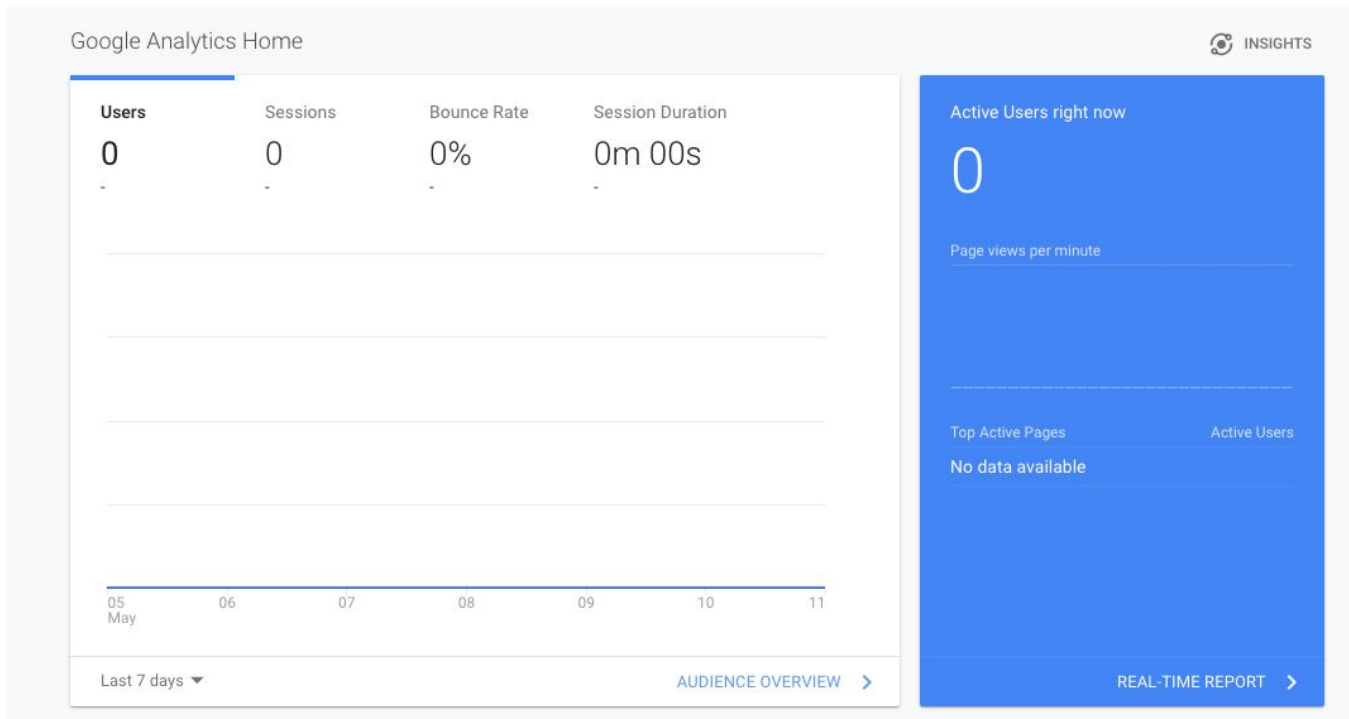 Google Analytics Home
INSIGHTS
Users Sessions Bounce Rate Session Duration
0 0 0% 0m 00s
- - - -
05 06 07 08 09 10 11
May
Last 7 days
AUDIENCE OVERVIEW
Active Users right now
0
Page views per minute
Top Active Pages Active Users
No data available
REAL-TIME REPORT